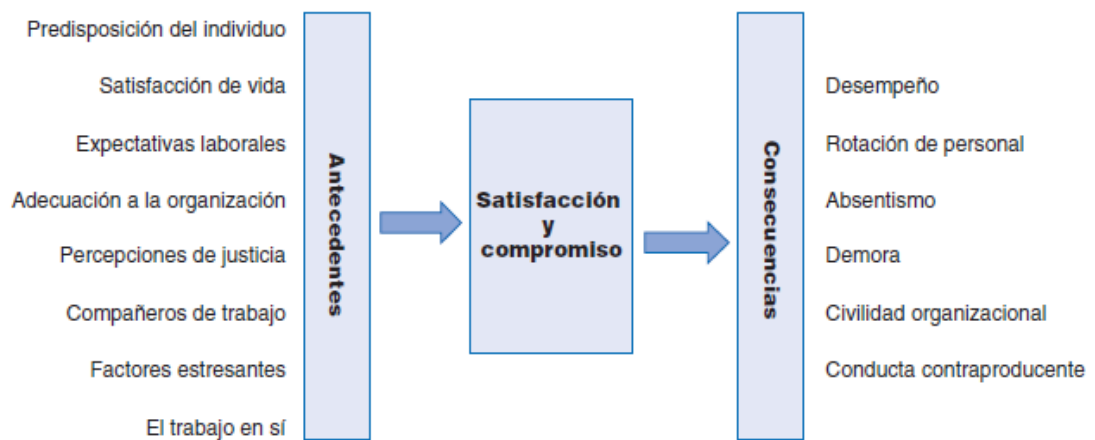 Predisposición del individuo
Satisfacción de vida
Expectativas laborales
Adecuación a la organización
Percepciones de justicia
Compañeros de trabajo
Factores estresantes
El trabajo en sí
Antecedentes
Satisfacción
y
compromiso
Consecuencias
Desempeño
Rotación de personal
Absentismo
Demora
Civilidad organizacional
Conducta contraproducente